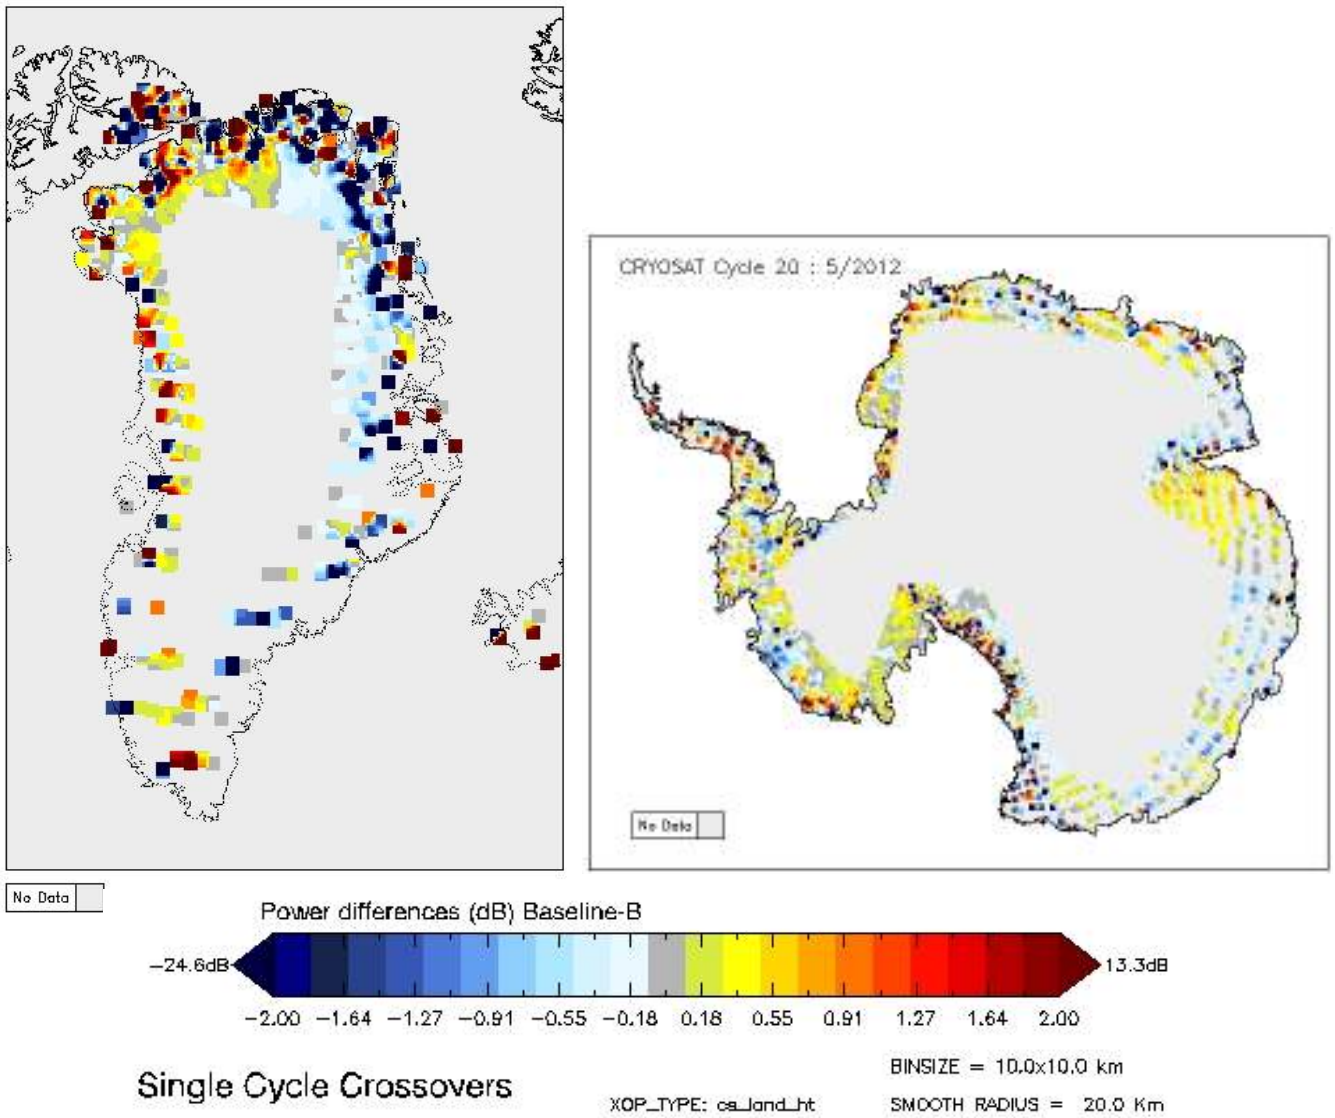 CRYOSAT Cycle 20 : 5/2012
No Data
No Data
Power differences (dB) Baseline-B
-24.6dB
13.3dB
-2.00 -1.64 -1.27 -0.91 -0.55 -0.18 0.18 0.55 0.91 1.27 1.64 2.00
BINSIZE = 10.0x10.0 km
Single Cycle Crossovers
XOP_TYPE: cs_land_ht
SMOOTH RADIUS = 20.0 Km